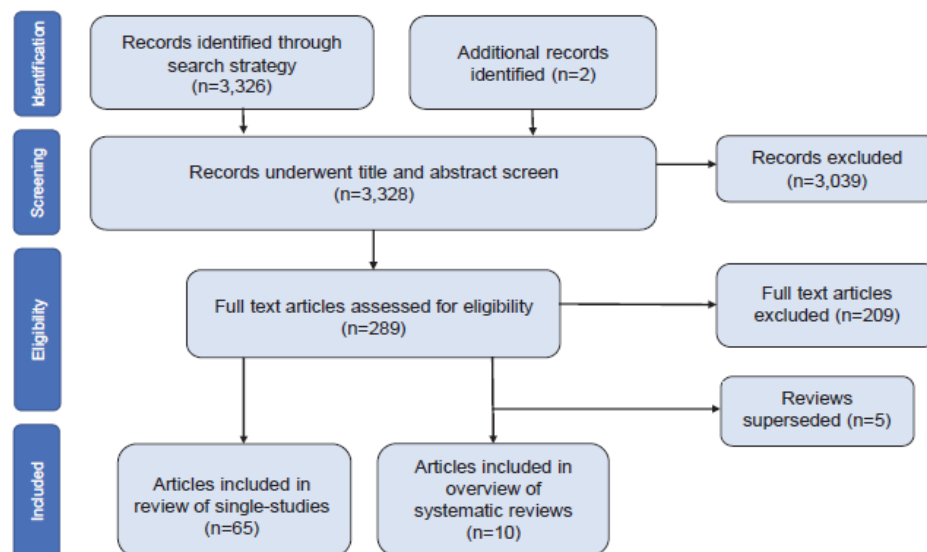 Identification
Records identified through
search strategy
(n=3,326)
Additional records
identified (n=2)
Screening
Records underwent title and abstract screen
(n=3,328)
Records excluded
(n=3,039)
Eligibility
Full text articles assessed for eligibility
(n=289)
Full text articles
excluded (n=209)
Reviews
superseded (n=5)
Included
Articles included in
review of single-studies
(n=65)
Articles included in
overview of
systematic reviews
(n=10)